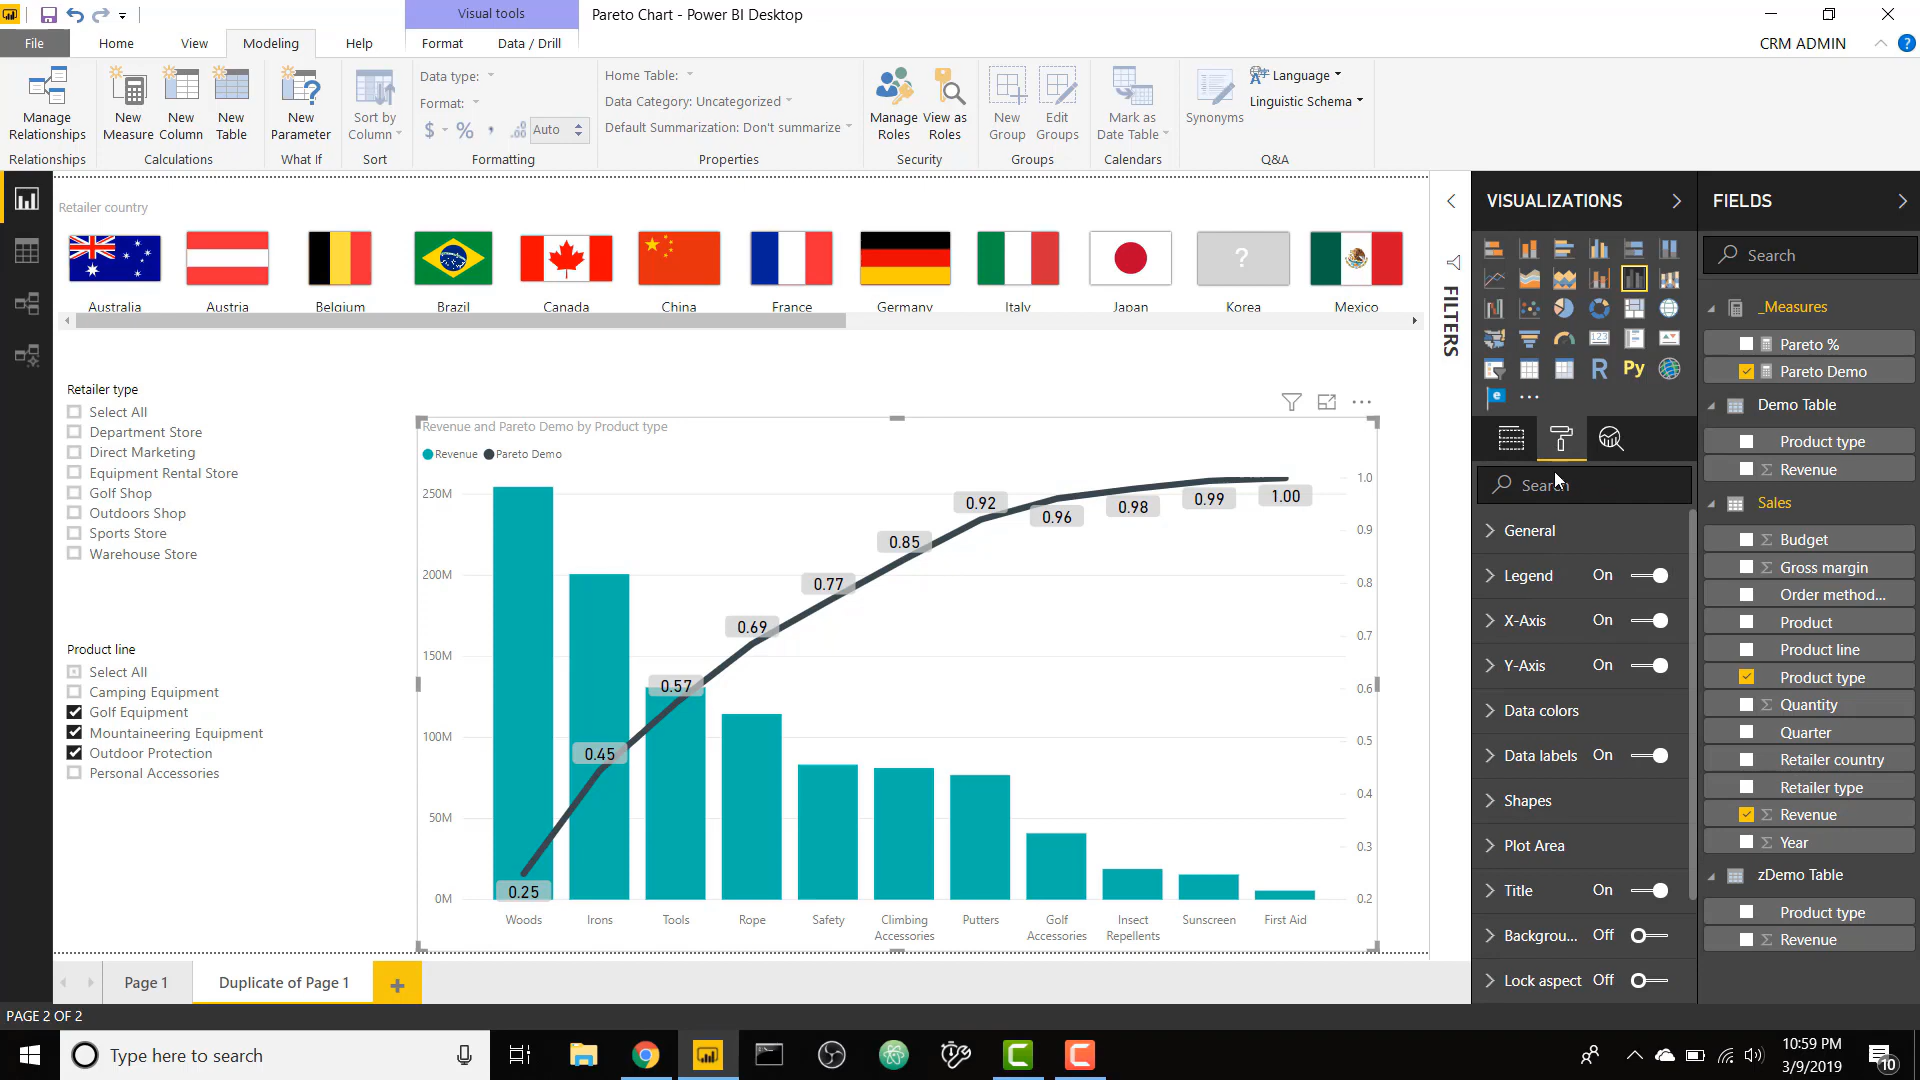 Visual tools
Pareto Chart - Power BI Desktop
File
Home
View
Modeling
Help
Format
Data / Drill
CRM ADMIN
?
Manage
Relationships
New
Measure
New
Column
New
Table
New
Parameter
Sort by
Column
Data type:
Format:
$ % , .00 Auto
Home Table:
Data Category: Uncategorized
Default Summarization: Don't summarize
Manage
Roles
View as
Roles
New
Group
Edit
Groups
Mark as
Date Table
Synonyms
Language
Linguistic Schema
Relationships
Calculations
What If
Sort
Formatting
Properties
Security
Groups
Calendars
Q&A
Retailer country
?
Australia
Austria
Belgium
Brazil
Canada
China
France
Germany
Italy
Japan
Korea
Mexico
Retailer type
Select All
Department Store
Direct Marketing
Equipment Rental Store
Golf Shop
Outdoors Shop
Sports Store
Warehouse Store
Product line
Select All
Camping Equipment
Golf Equipment
Mountaineering Equipment
Outdoor Protection
Personal Accessories
Revenue and Pareto Demo by Product type
Revenue
Pareto Demo
250M
200M
150M
100M
50M
0M
0.25
0.45
0.57
0.69
0.77
0.85
0.92
0.96
0.98
0.99
1.00
1.0
0.9
0.8
0.7
0.6
0.5
0.4
0.3
0.2
Woods
Irons
Tools
Rope
Safety
Climbing
Accessories
Putters
Golf
Accessories
Insect
Repellents
Sunscreen
First Aid
FILTERS
VISUALIZATIONS
R
Py
Search
General
Legend On
X-Axis On
Y-Axis On
Data colors
Data labels On
Shapes
Plot Area
Title On
Backgrou... Off
Lock aspect Off
FIELDS
Search
_Measures
Pareto %
Pareto Demo
Demo Table
Product type
Revenue
Sales
Budget
Gross margin
Order method...
Product
Product line
Product type
Quantity
Quarter
Retailer country
Retailer type
Revenue
Year
zDemo Table
Product type
Revenue
Page 1
Duplicate of Page 1
+
PAGE 2 OF 2
Type here to search
10:59 PM
3/9/2019
10